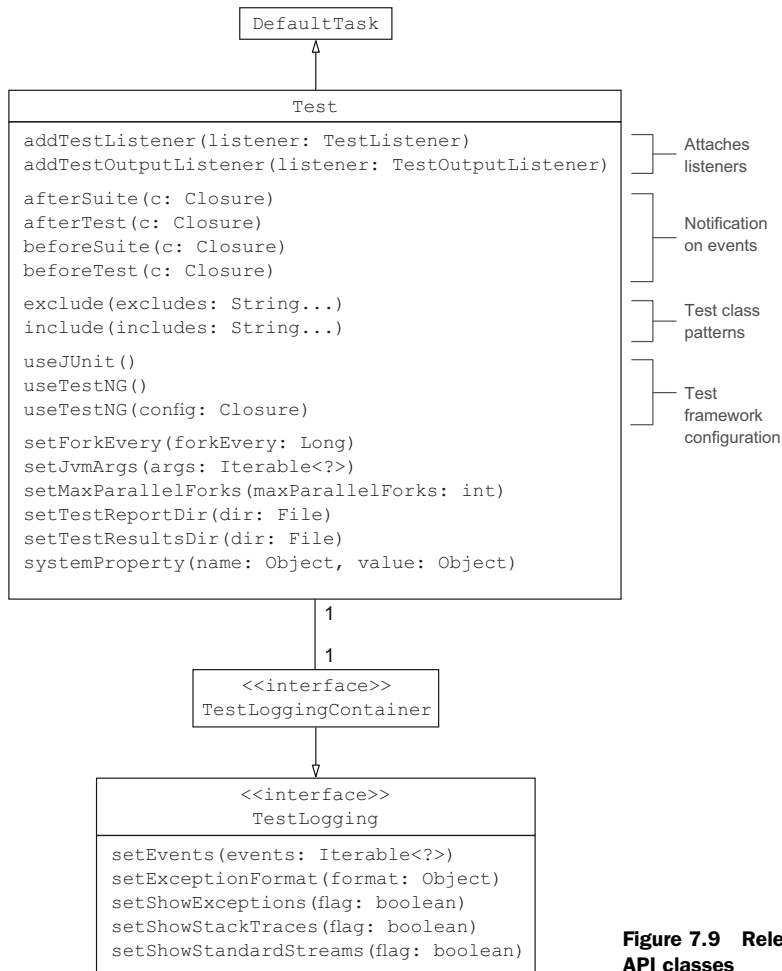 DefaultTask
Test
addTestListener(listener: TestListener)
addTestOutputListener(listener: TestOutputListener)
Attaches
listeners
afterSuite(c: Closure)
afterTest(c: Closure)
beforeSuite(c: Closure)
beforeTest(c: Closure)
Notification
on events
exclude(excludes: String...)
include(includes: String...)
Test class
patterns
useJUnit()
useTestNG()
useTestNG(config: Closure)
Test
framework
configuration
setForkEvery(forkEvery: Long)
setJvmArgs(args: Iterable<?>)
setMaxParallelForks(maxParallelForks: int)
setTestReportDir(dir: File)
setTestResultsDir(dir: File)
systemProperty(name: Object, value: Object)
1
1
<<interface>>
TestLoggingContainer
<<interface>>
TestLogging
setEvents(events: Iterable<?>)
setExceptionFormat(format: Object)
setShowExceptions(flag: boolean)
setShowStackTraces(flag: boolean)
setShowStandardStreams(flag: boolean)
Figure 7.9
API classes